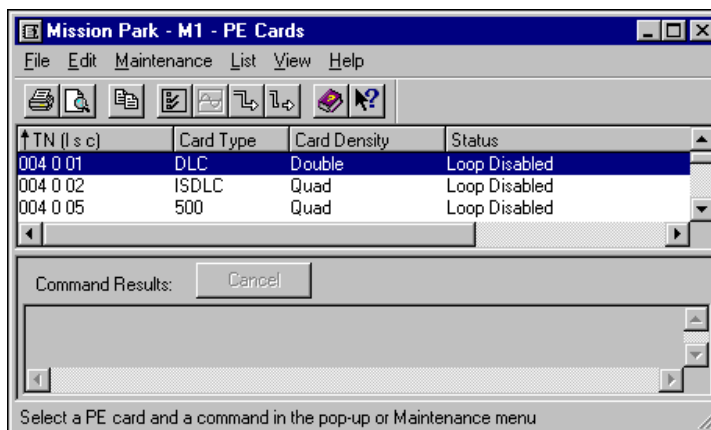 Mission Park - M1 - PE Cards
File Edit Maintenance List View Help
TN (l s c) Card Type Card Density Status
004 0 01 DLC Double Loop Disabled
004 0 02 ISDLC Quad Loop Disabled
004 0 05 500 Quad Loop Disabled
Command Results: Cancel
Select a PE card and a command in the pop-up or Maintenance menu